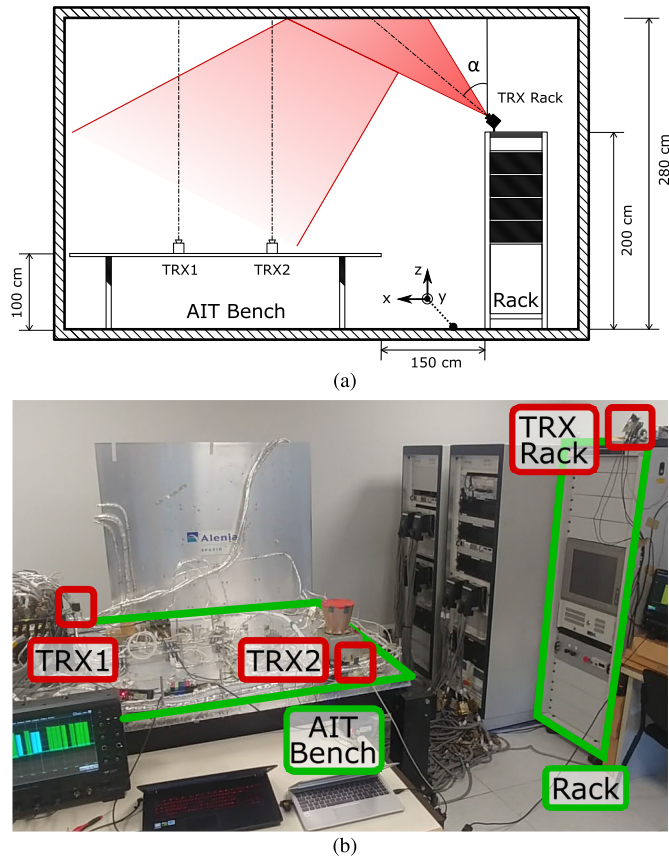 α
TRX Rack
280 cm
200 cm
100 cm
TRX1
TRX2
AIT Bench
z
x
y
Rack
150 cm
(a)
TRX
Rack
Alenia
SPAZIO
TRX1
TRX2
AIT
Bench
Rack
(b)